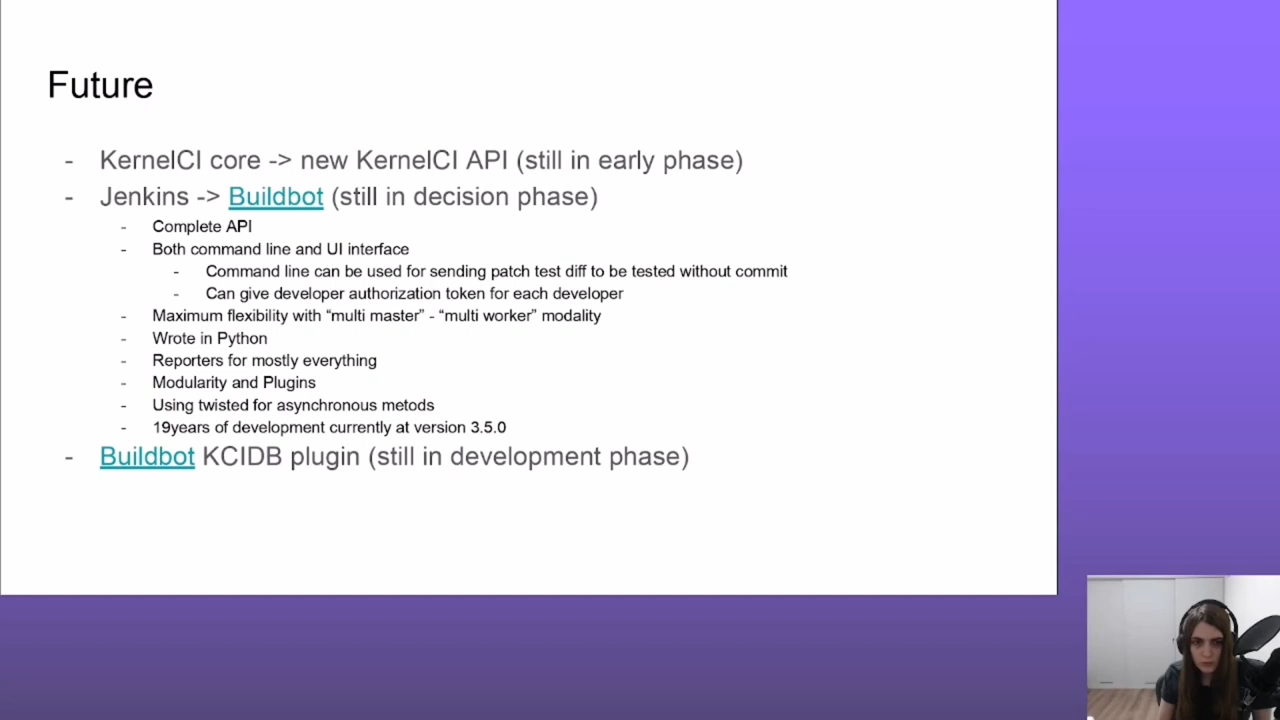 Future
- KernelCI core -> new KernelCI API (still in early phase)
- Jenkins -> Buildbot (still in decision phase)
- Complete API
- Both command line and UI interface
- Command line can be used for sending patch test diff to be tested without commit
- Can give developer authorization token for each developer
- Maximum flexibility with “multi master” - “multi worker” modality
- Wrote in Python
- Reporters for mostly everything
- Modularity and Plugins
- Using twisted for asynchronous metods
- 19years of development currently at version 3.5.0
- Buildbot KCIDB plugin (still in development phase)